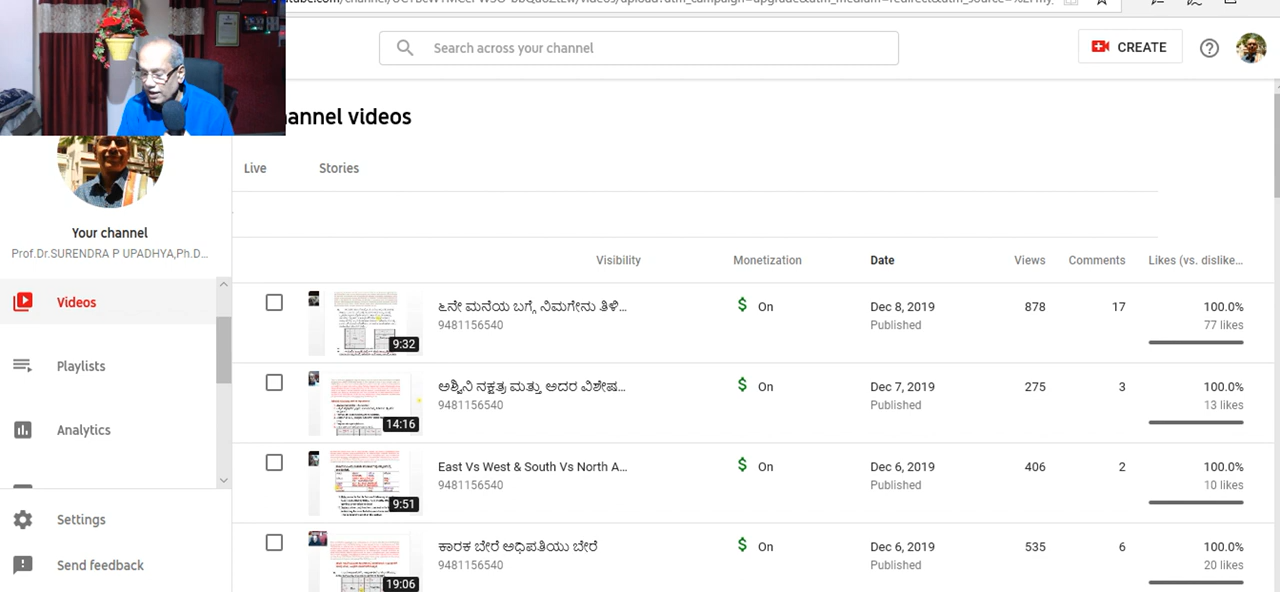 Search across your channel
CREATE
annel videos
Live
Stories
Your channel
Prof.Dr.SURENDRA P UPADHYA,Ph.D...
Videos
Playlists
Analytics
Settings
Send feedback
Visibility
Monetization
Date
Views
Comments
Likes (vs. dislike...
9:32
೬ನೇ ಮನೆಯ ಬಗ್ಗೆ ನಿಮಗೇನು ತಿಳಿ...
9481156540
On
Dec 8, 2019
Published
878
17
100.0%
77 likes
14:16
ಅಶ್ವಿನಿ ನಕ್ಷತ್ರ ಮತ್ತು ಅದರ ವಿಶೇಷ...
9481156540
On
Dec 7, 2019
Published
275
3
100.0%
13 likes
9:51
East Vs West & South Vs North A...
9481156540
On
Dec 6, 2019
Published
406
2
100.0%
10 likes
19:06
ಕಾರಕ ಬೇರೆ ಅಧಿಪತಿಯು ಬೇರೆ
9481156540
On
Dec 6, 2019
Published
535
6
100.0%
20 likes